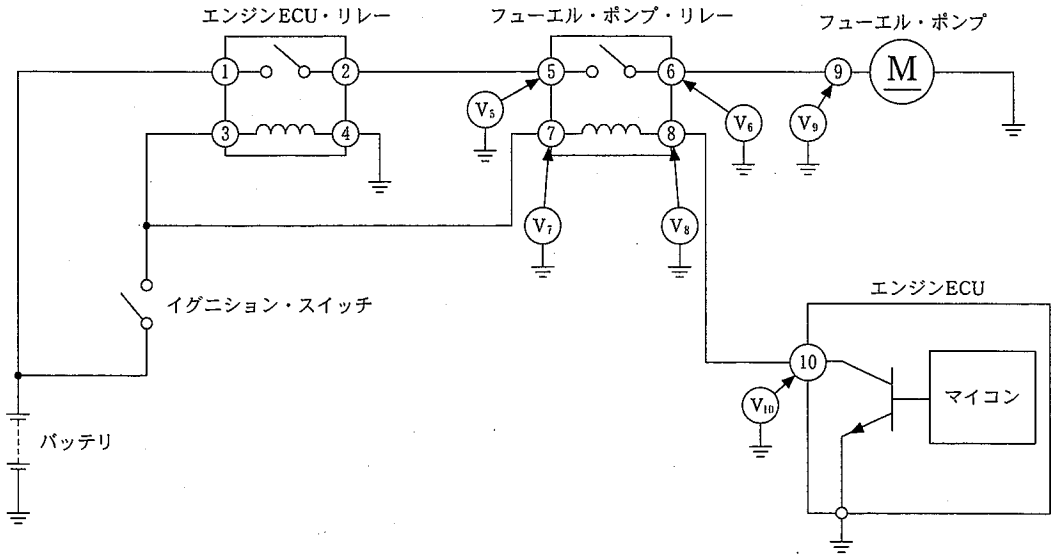 エンジンECU・リレー
フューエル・ポンプ・リレー
フューエル・ポンプ
1
2
5
6
9
M
V5
V6
V9
3
4
7
8
V7
V8
イグニション・スイッチ
エンジンECU
10
マイコン
V10
バッテリ